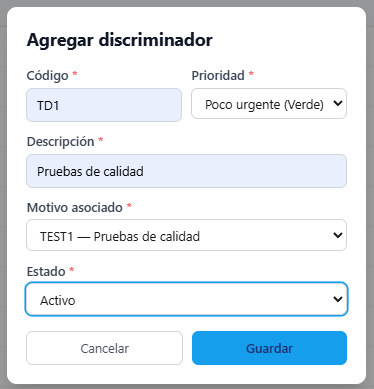 Agregar discriminador
Código *
Prioridad *
TD1
Poco urgente (Verde)
Descripción *
Pruebas de calidad
Motivo asociado *
TEST1 — Pruebas de calidad
Estado *
Activo
Cancelar
Guardar